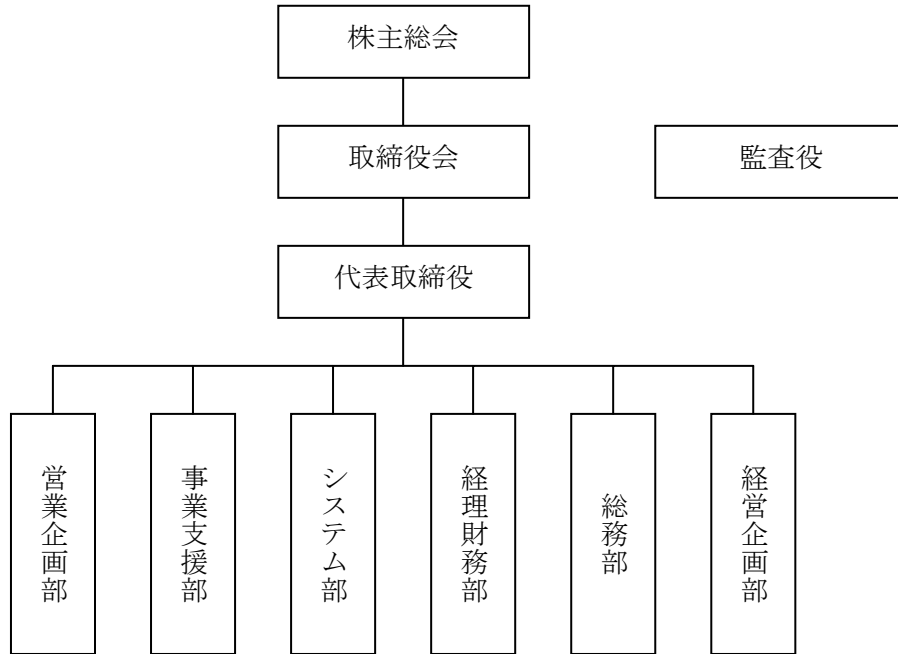 株主総会
取締役会
監査役
代表取締役
営業企画部
事業支援部
システム部
経理財務部
総務部
経営企画部